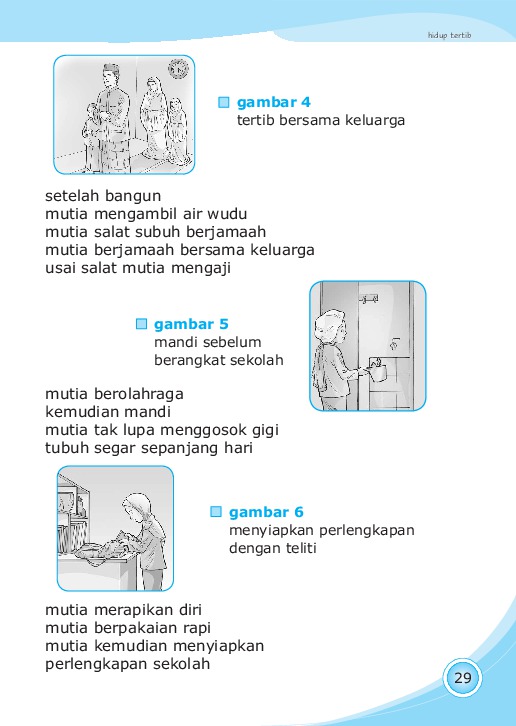 hidup tertib
gambar 4
tertib bersama keluarga
setelah bangun
mutia mengambil air wudu
mutia salat subuh berjamaah
mutia berjamaah bersama keluarga
usai salat mutia mengaji
gambar 5
mandi sebelum
berangkat sekolah
mutia berolahraga
kemudian mandi
mutia tak lupa menggosok gigi
tubuh segar sepanjang hari
gambar 6
menyiapkan perlengkapan
dengan teliti
mutia merapikan diri
mutia berpakaian rapi
mutia kemudian menyiapkan
perlengkapan sekolah
29